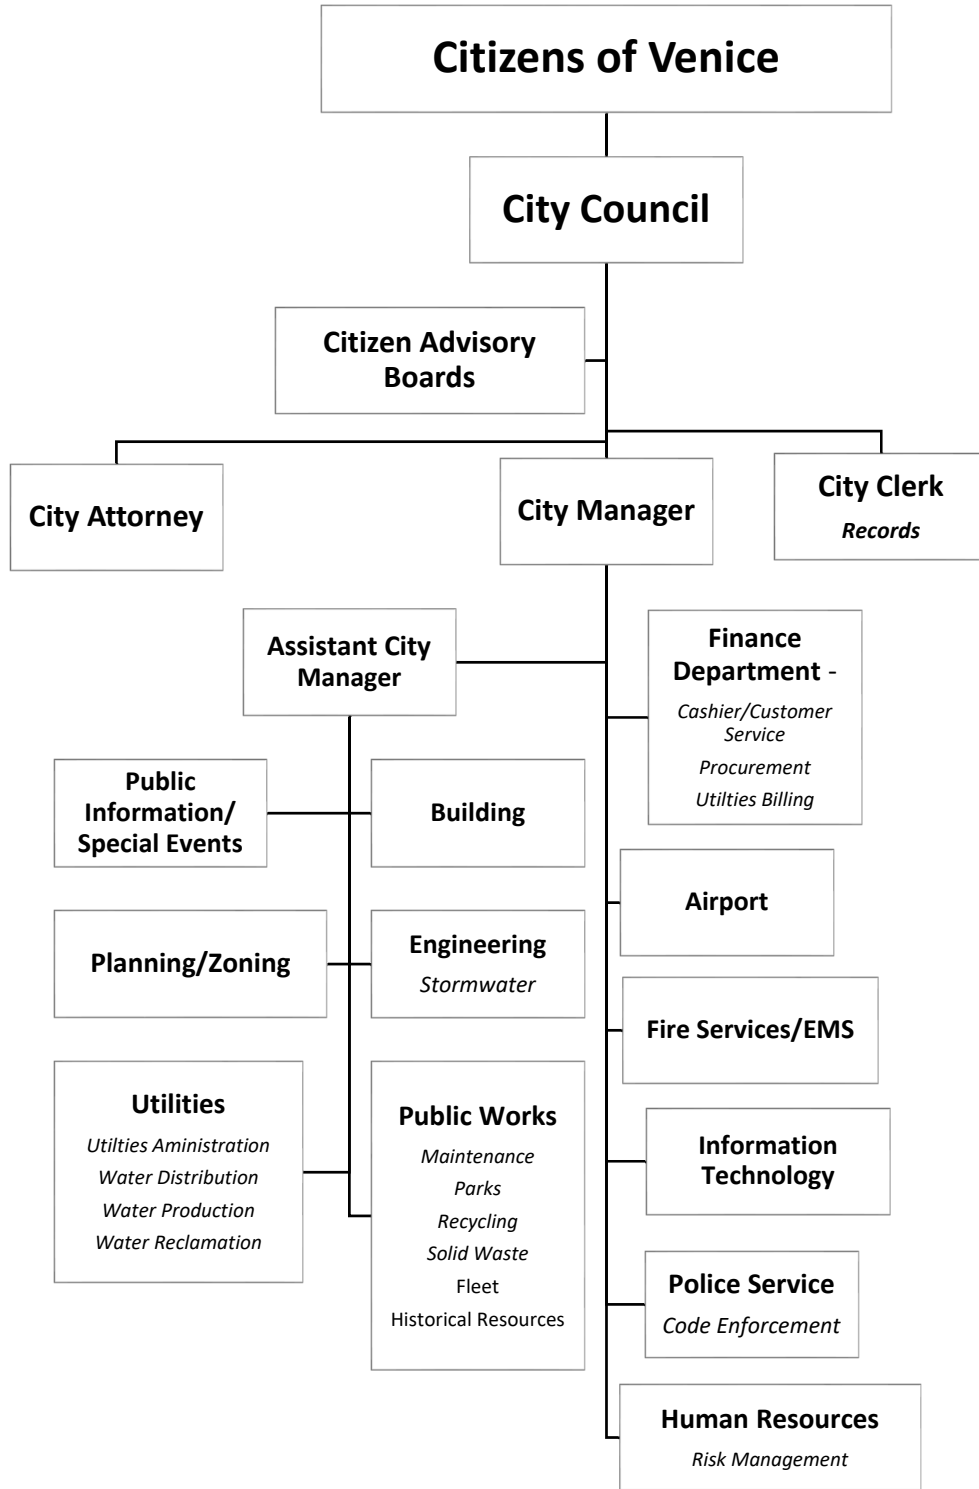 Citizens of Venice
City Council
Citizen Advisory
Boards
City Attorney
City Manager
City Clerk
Records
Assistant City
Manager
Finance
Department -
Cashier/Customer
Service
Procurement
Utilties Billing
Public
Information/
Special Events
Building
Airport
Planning/Zoning
Engineering
Stormwater
Fire Services/EMS
Utilities
Utilties Aministration
Water Distribution
Water Production
Water Reclamation
Public Works
Maintenance
Parks
Recycling
Solid Waste
Fleet
Historical Resources
Information
Technology
Police Service
Code Enforcement
Human Resources
Risk Management